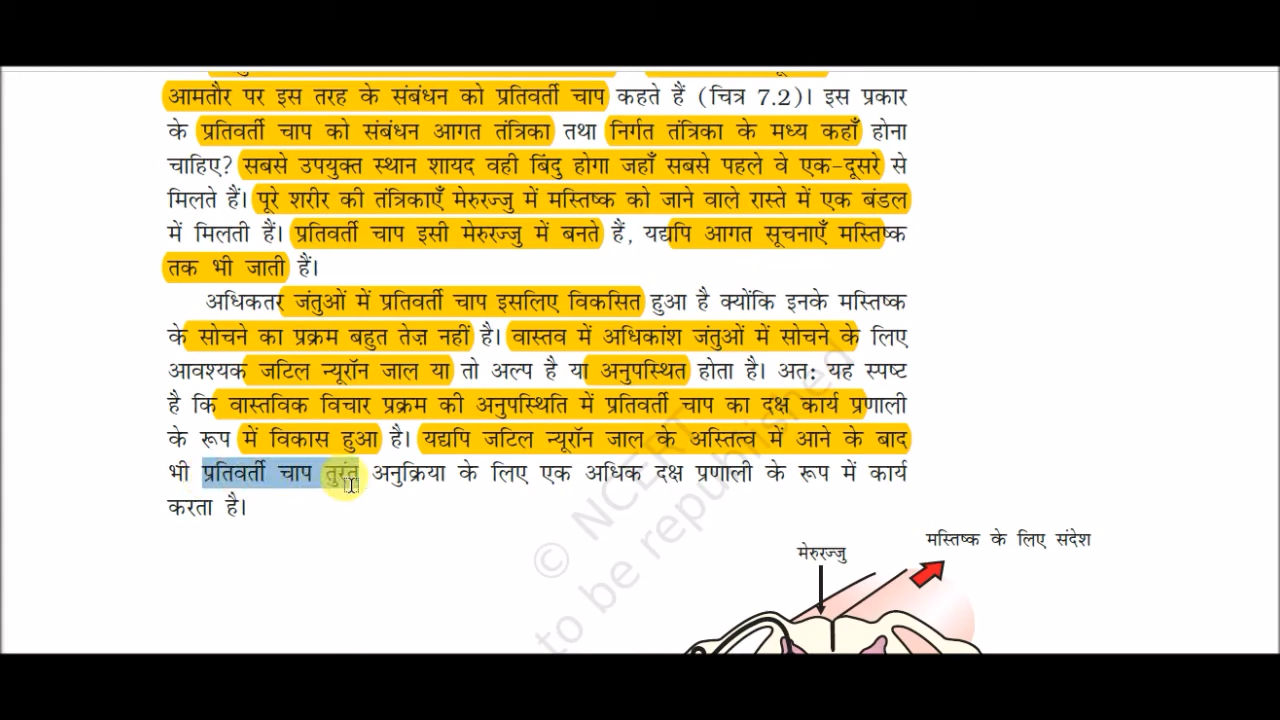 आमतौर पर इस तरह के संबंधन को प्रतिवर्ती चाप कहते हैं (चित्र 7.2)। इस प्रकार
के प्रतिवर्ती चाप को संबंधन आगत तंत्रिका तथा निर्गत तंत्रिका के मध्य कहाँ होना
चाहिए? सबसे उपयुक्त स्थान शायद वही बिंदु होगा जहाँ सबसे पहले वे एक-दूसरे से
मिलते हैं। पूरे शरीर की तंत्रिकाएँ मेरुरज्जु में मस्तिष्क को जाने वाले रास्ते में एक बंडल
में मिलती हैं। प्रतिवर्ती चाप इसी मेरुरज्जु में बनते हैं, यद्यपि आगत सूचनाएँ मस्तिष्क
तक भी जाती हैं।
अधिकतर जंतुओं में प्रतिवर्ती चाप इसलिए विकसित हुआ है क्योंकि इनके मस्तिष्क
के सोचने का प्रक्रम बहुत तेज़ नहीं है। वास्तव में अधिकांश जंतुओं में सोचने के लिए
आवश्यक जटिल न्यूरॉन जाल या तो अल्प है या अनुपस्थित होता है। अतः यह स्पष्ट
है कि वास्तविक विचार प्रक्रम की अनुपस्थिति में प्रतिवर्ती चाप का दक्ष कार्य प्रणाली
के रूप में विकास हुआ है। यद्यपि जटिल न्यूरॉन जाल के अस्तित्व में आने के बाद
भी प्रतिवर्ती चाप तुरंत अनुक्रिया के लिए एक अधिक दक्ष प्रणाली के रूप में कार्य
करता है।
मस्तिष्क के लिए संदेश
मेरुरज्जु
© NCERT
to be republished